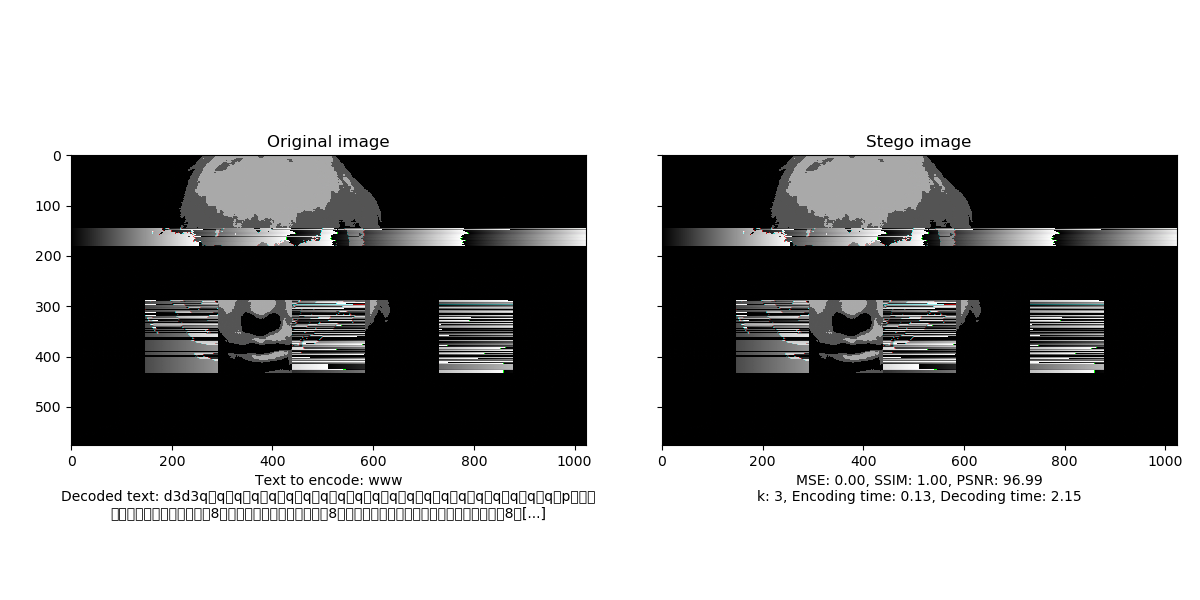 Original image
Stego image
0
100
200
300
400
500
0 200 400 600 800 1000
0 200 400 600 800 1000
Text to encode: www
Decoded text: d3d3q▯q▯q▯q▯q▯q▯q▯q▯q▯q▯q▯q▯q▯q▯q▯q▯q▯q▯q▯q▯q▯p▯▯▯
▯▯▯▯▯▯▯▯▯▯▯▯▯8▯▯▯▯▯▯▯▯▯▯▯▯▯8▯▯▯▯▯▯▯▯▯▯▯▯▯▯▯▯▯▯▯▯8▯[...]
MSE: 0.00, SSIM: 1.00, PSNR: 96.99
k: 3, Encoding time: 0.13, Decoding time: 2.15